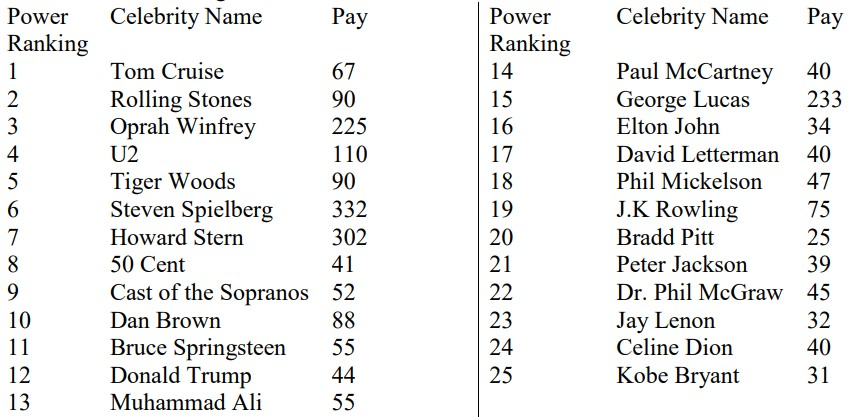 Power Celebrity Name Pay
Ranking
1 Tom Cruise 67
2 Rolling Stones 90
3 Oprah Winfrey 225
4 U2 110
5 Tiger Woods 90
6 Steven Spielberg 332
7 Howard Stern 302
8 50 Cent 41
9 Cast of the Sopranos 52
10 Dan Brown 88
11 Bruce Springsteen 55
12 Donald Trump 44
13 Muhammad Ali 55
Power Celebrity Name Pay
Ranking
14 Paul McCartney 40
15 George Lucas 233
16 Elton John 34
17 David Letterman 40
18 Phil Mickelson 47
19 J.K Rowling 75
20 Bradd Pitt 25
21 Peter Jackson 39
22 Dr. Phil McGraw 45
23 Jay Lenon 32
24 Celine Dion 40
25 Kobe Bryant 31